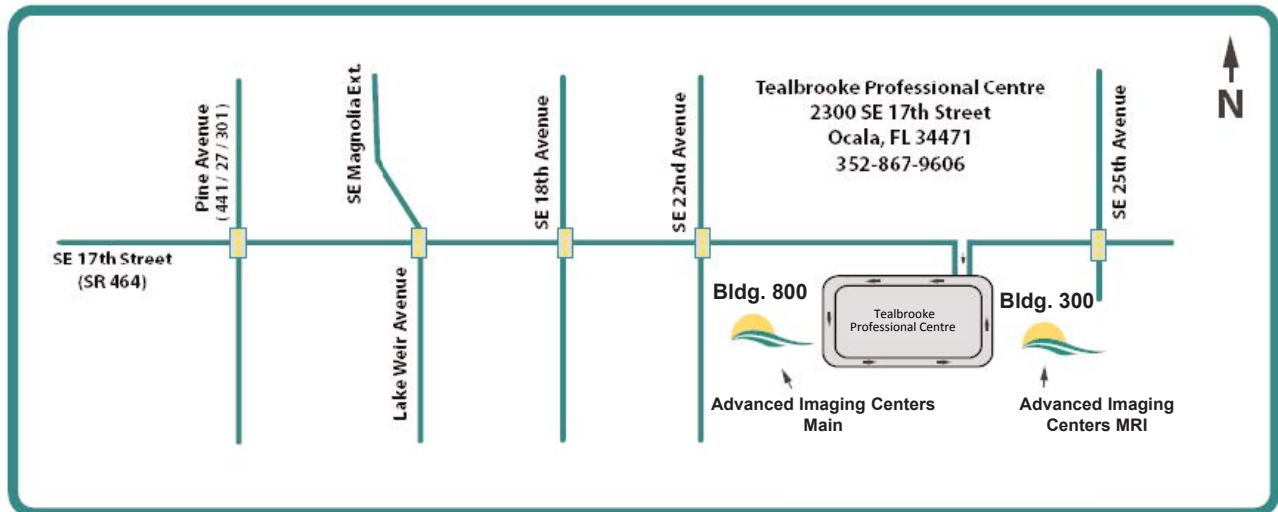 Pine Avenue
( 441 / 27 / 301 )
SE Magnolia Ext.
SE 18th Avenue
SE 22nd Avenue
Tealbrooke Professional Centre
2300 SE 17th Street
Ocala, FL 34471
352-867-9606
SE 25th Avenue
N
SE 17th Street
(SR 464)
Lake Weir Avenue
Bldg. 800
Tealbrooke
Professional Centre
Bldg. 300
Advanced Imaging Centers
Main
Advanced Imaging
Centers MRI